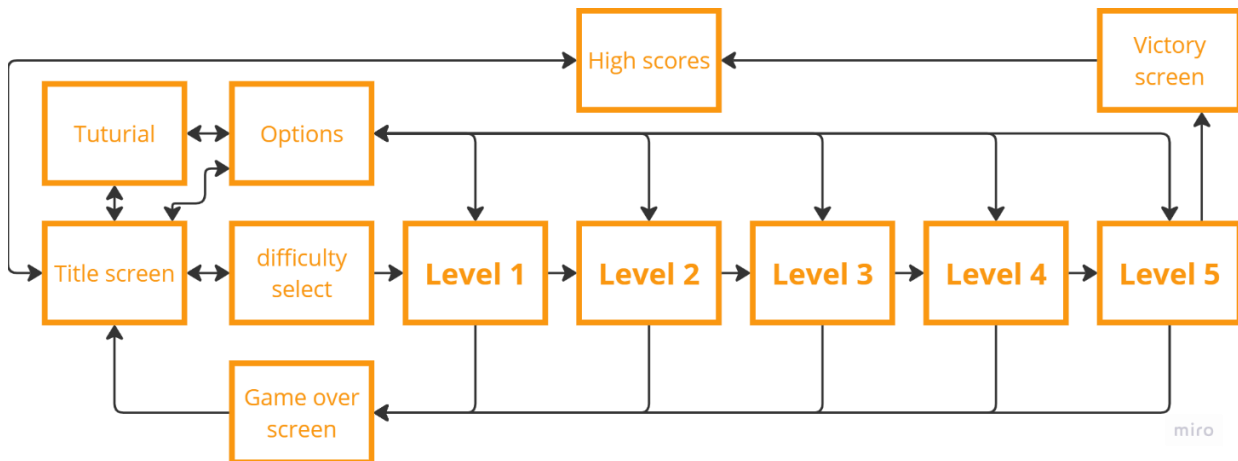 High scores
Victory
screen
Tuturial
Options
Title screen
difficulty
select
Level 1
Level 2
Level 3
Level 4
Level 5
Game over
screen
miro